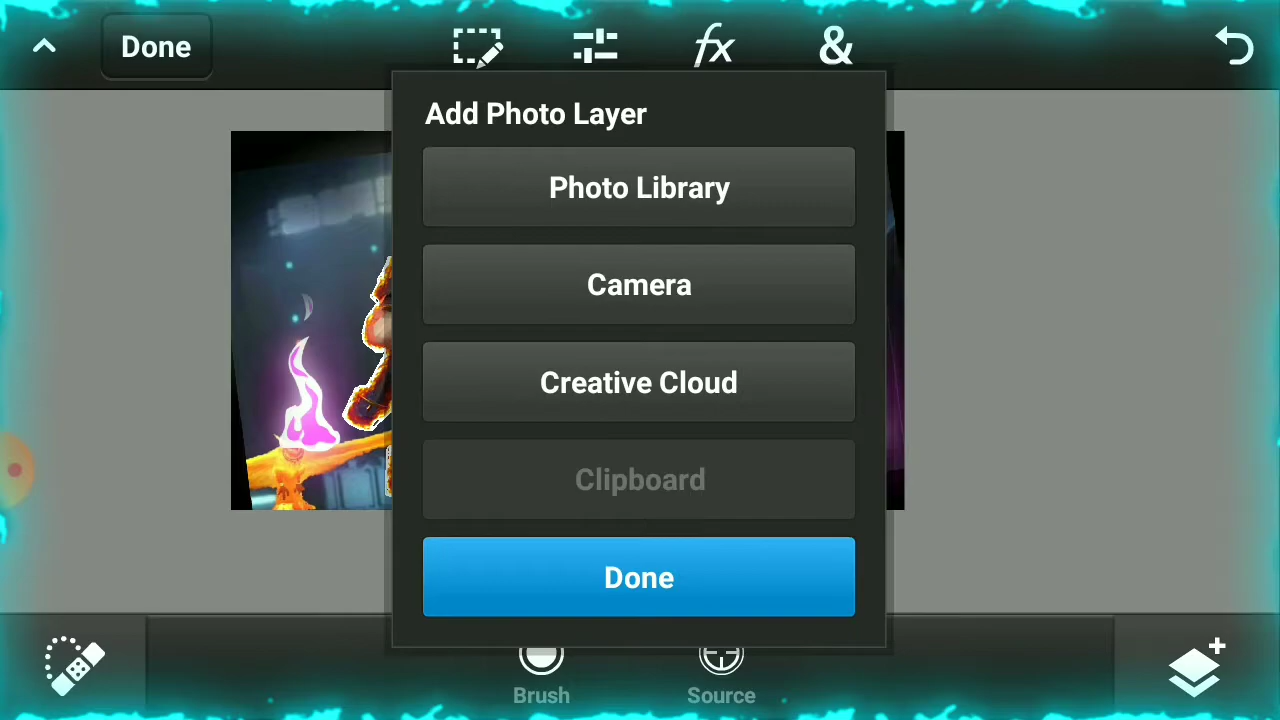 Done
fx
&
Add Photo Layer
Photo Library
Camera
Creative Cloud
Clipboard
Done
Brush
Source